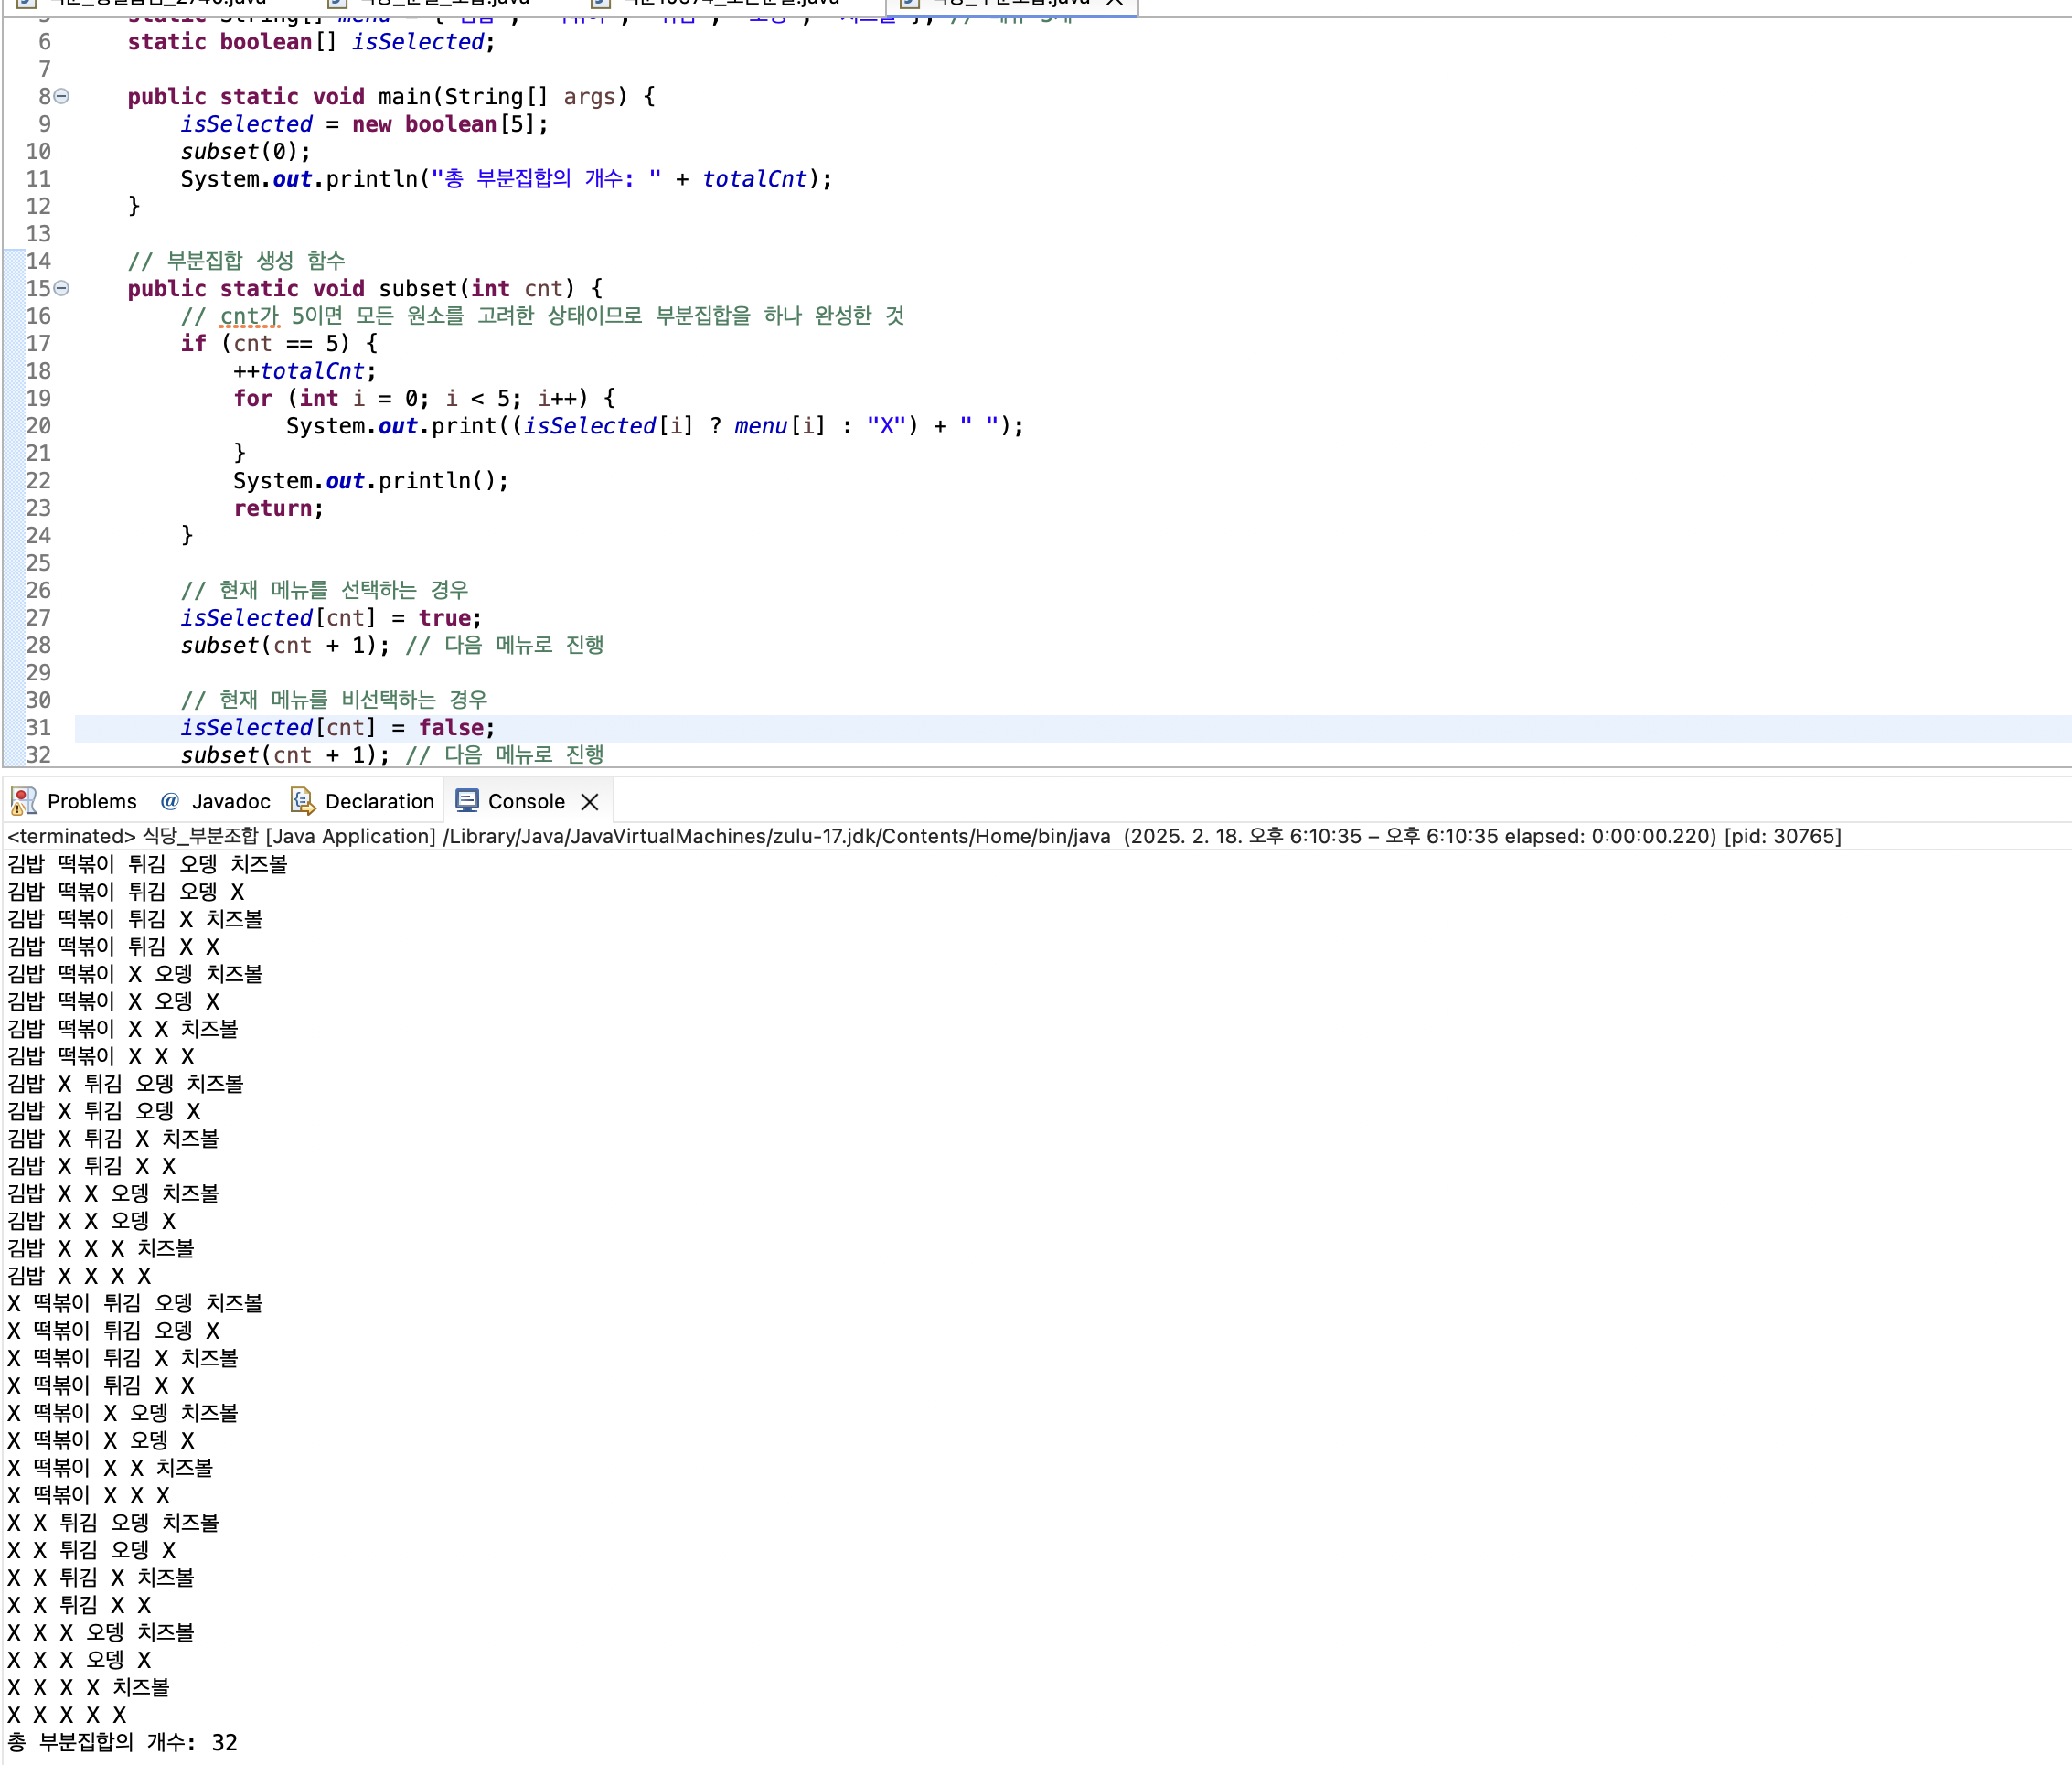 6 static boolean[] isSelected;
7
8 public static void main(String[] args) {
9 isSelected = new boolean[5];
10 subset(0);
11 System.out.println("총 부분집합의 개수: " + totalCnt);
12 }
13
14 // 부분집합 생성 함수
15 public static void subset(int cnt) {
16 // cnt가 5이면 모든 원소를 고려한 상태이므로 부분집합을 하나 완성한 것
17 if (cnt == 5) {
18 ++totalCnt;
19 for (int i = 0; i < 5; i++) {
20 System.out.print((isSelected[i] ? menu[i] : "X") + " ");
21 }
22 System.out.println();
23 return;
24 }
25
26 // 현재 메뉴를 선택하는 경우
27 isSelected[cnt] = true;
28 subset(cnt + 1); // 다음 메뉴로 진행
29
30 // 현재 메뉴를 비선택하는 경우
31 isSelected[cnt] = false;
32 subset(cnt + 1); // 다음 메뉴로 진행
Problems @ Javadoc Declaration Console
<terminated> 식당_부분조합 [Java Application] /Library/Java/JavaVirtualMachines/zulu-17.jdk/Contents/Home/bin/java (2025. 2. 18. 오후 6:10:35 – 오후 6:10:35 elapsed: 0:00:00.220) [pid: 30765]
김밥 떡볶이 튀김 오뎅 치즈볼
김밥 떡볶이 튀김 오뎅 X
김밥 떡볶이 튀김 X 치즈볼
김밥 떡볶이 튀김 X X
김밥 떡볶이 X 오뎅 치즈볼
김밥 떡볶이 X 오뎅 X
김밥 떡볶이 X X 치즈볼
김밥 떡볶이 X X X
김밥 X 튀김 오뎅 치즈볼
김밥 X 튀김 오뎅 X
김밥 X 튀김 X 치즈볼
김밥 X 튀김 X X
김밥 X X 오뎅 치즈볼
김밥 X X 오뎅 X
김밥 X X X 치즈볼
김밥 X X X X
X 떡볶이 튀김 오뎅 치즈볼
X 떡볶이 튀김 오뎅 X
X 떡볶이 튀김 X 치즈볼
X 떡볶이 튀김 X X
X 떡볶이 X 오뎅 치즈볼
X 떡볶이 X 오뎅 X
X 떡볶이 X X 치즈볼
X 떡볶이 X X X
X X 튀김 오뎅 치즈볼
X X 튀김 오뎅 X
X X 튀김 X 치즈볼
X X 튀김 X X
X X X 오뎅 치즈볼
X X X 오뎅 X
X X X X 치즈볼
X X X X X
총 부분집합의 개수: 32